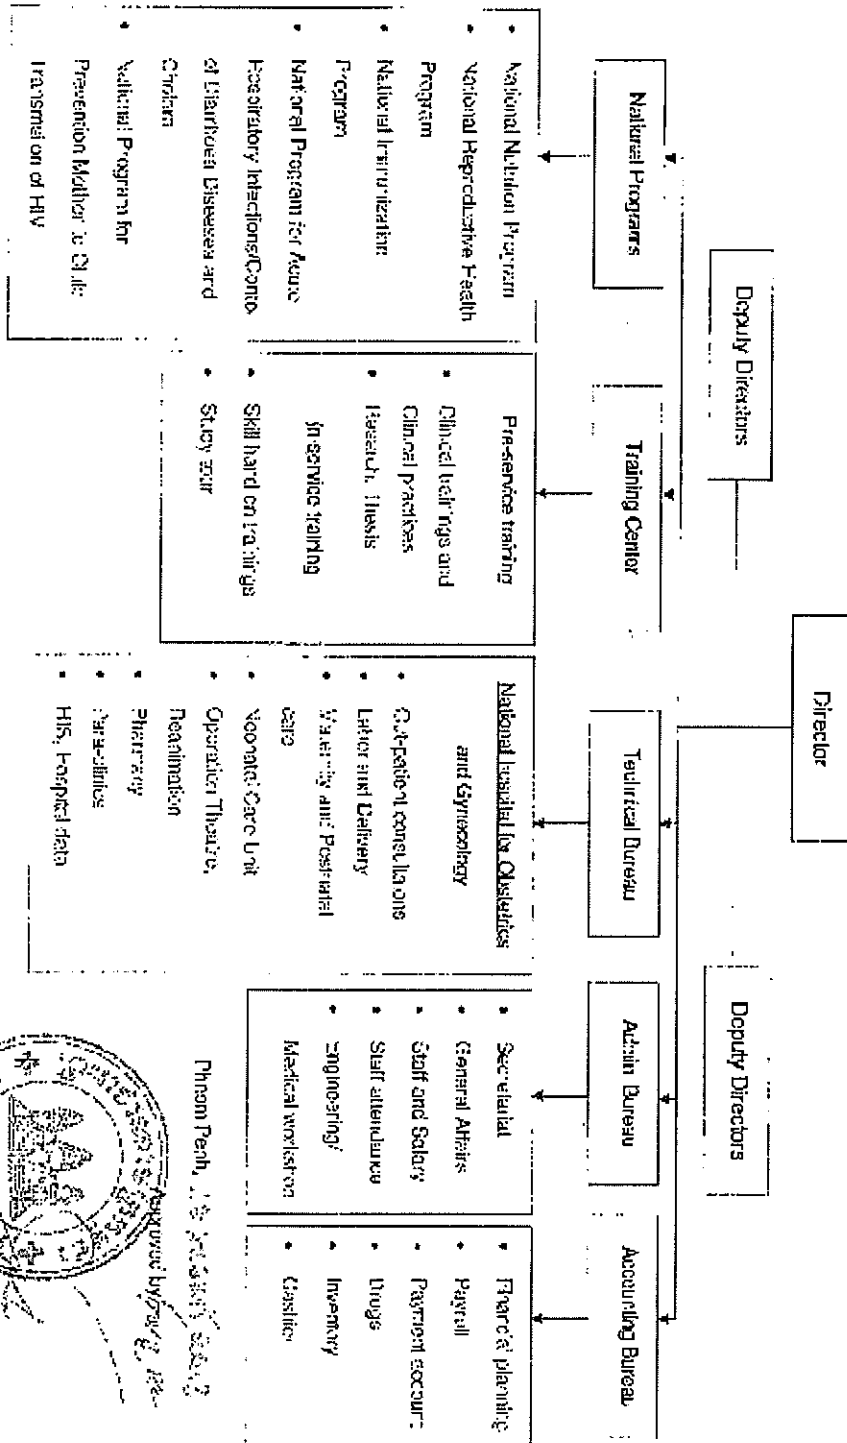 Director
Deputy Directors
Deputy Directors
National Programs
Training Center
Technical Bureau
Admin Bureau
Accounting Bureau
• National Nutrition Program
• National Reproductive Health
Program
• National Immunization
Program
• National Program for Acute
Respiratory Infections/Conto
of Diarrhoea Diseases and
Cholera
• National Program for
Prevention Mother to Child
Transmation of HIV
Pre-service training
• Clinical trainings and
Clinical practices
• Research, Thesis
In-service training
• Skill hand on trainings
• Study tour
National hospital for Obstetrics
and Gynecology
• Out-patient consultations
• Labor and Delivery
• Maternity and Postnatal
care
• Neonatal Care Unit
• Operation Theatre,
Reanimation
• Pharmacy
• Para-clinics
• HIS, Hospital data
• Secretariat
• General Affairs
• Staff and Salary
• Staff attendance
• Engineering/
Medical workshop
• Financial planning
• Payroll
• Payment account
• Drugs
• Inventory
• Cashier
Phnom Penh,
Approved by